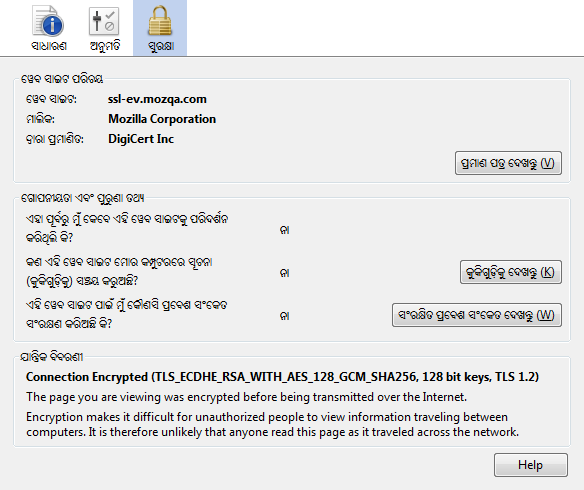 ସାଧାରଣ ଅନୁମତି ସୁରକ୍ଷା
ୱେବ ସାଇଟ ପରିଚୟ
ୱେବ ସାଇଟ: ssl-ev.mozqa.com
ମାଲିକ: Mozilla Corporation
ଦ୍ବାରା ପ୍ରମାଣିତ: DigiCert Inc
ପ୍ରମାଣ ପତ୍ର ଦେଖନ୍ତୁ (V)
ଗୋପନୀୟତା ଏବଂ ପୁରୁଣା ତଥ୍ୟ
ଏହା ପୂର୍ବରୁ ମୁଁ କେବେ ଏହି ୱେବ ସାଇଟକୁ ପରିଦର୍ଶନ
କରିଥିଲି କି? ନା
କଣ ଏହି ୱେବ ସାଇଟ ମୋର କମ୍ପୁଟରରେ ସୂଚନା
(କୁକିଗୁଡ଼ିକୁ) ସଞ୍ଚୟ କରୁଅଛି? ନା କୁକିଗୁଡ଼ିକୁ ଦେଖନ୍ତୁ (K)
ଏହି ୱେବ ସାଇଟ ପାଇଁ ମୁଁ କୌଣସି ପ୍ରବେଶ ସଂକେତ
ସଂରକ୍ଷଣ କରିଅଛି କି? ନା ସଂରକ୍ଷିତ ପ୍ରବେଶ ସଂକେତ ଦେଖନ୍ତୁ (W)
ଯାନ୍ତ୍ରିକ ବିବରଣୀ
Connection Encrypted (TLS_ECDHE_RSA_WITH_AES_128_GCM_SHA256, 128 bit keys, TLS 1.2)
The page you are viewing was encrypted before being transmitted over the Internet.
Encryption makes it difficult for unauthorized people to view information traveling between
computers. It is therefore unlikely that anyone read this page as it traveled across the network.
Help